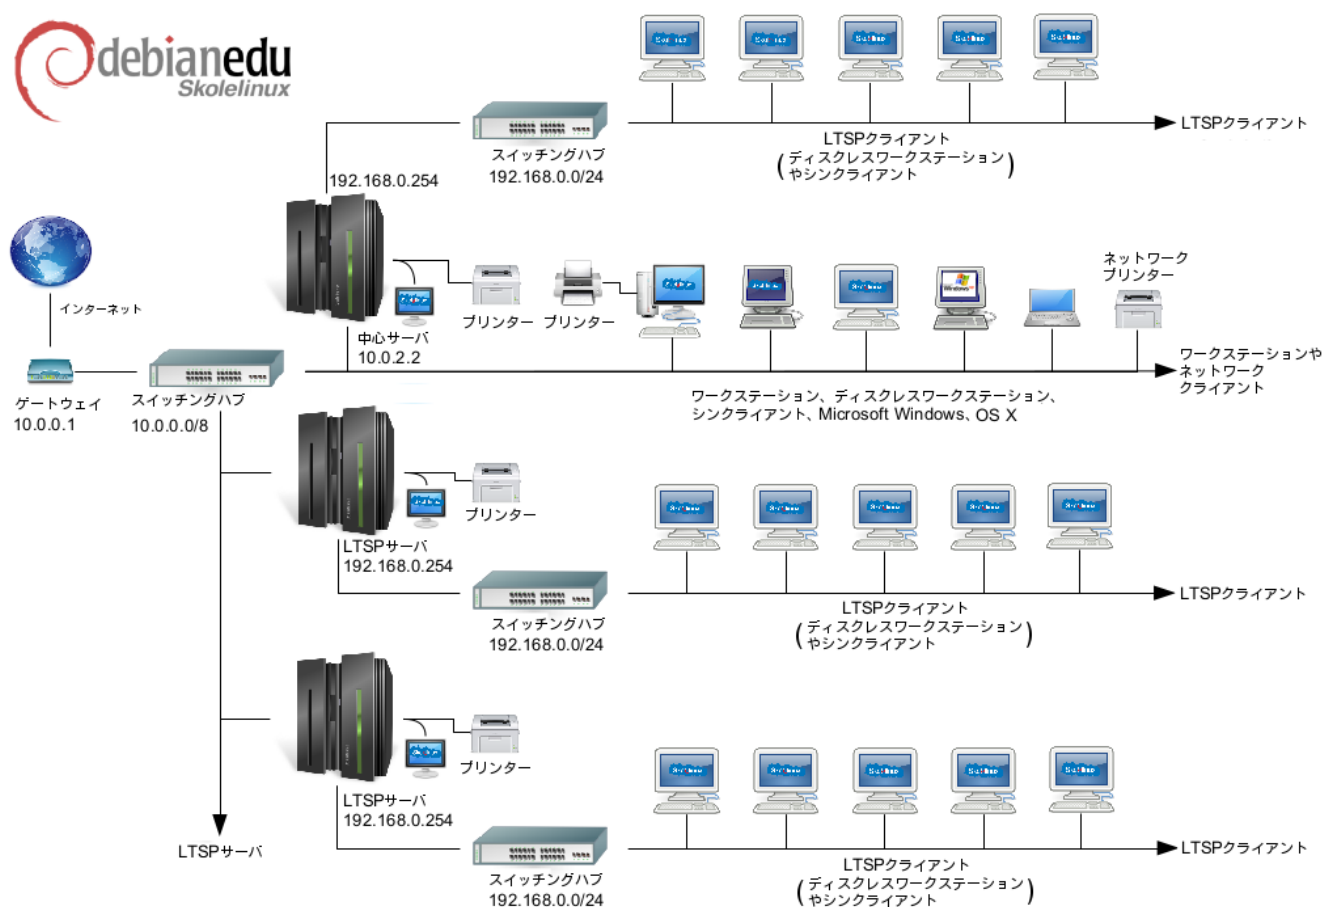 debianedu
Skolelinux
LTSPクライアント
LTSPクライアント
(ディスクレスワークステーション
やシンクライアント)
スイッチングハブ
192.168.0.0/24
192.168.0.254
インターネット
プリンター
プリンター
ネットワーク
プリンター
中心サーバ
10.0.2.2
ワークステーションや
ネットワーク
クライアント
ゲートウェイ
10.0.0.1
スイッチングハブ
10.0.0.0/8
ワークステーション、ディスクレスワークステーション、
シンクライアント、Microsoft Windows、OS X
プリンター
LTSPサーバ
192.168.0.254
スイッチングハブ
192.168.0.0/24
LTSPクライアント
(ディスクレスワークステーション
やシンクライアント)
LTSPクライアント
プリンター
LTSPサーバ
192.168.0.254
LTSPサーバ
スイッチングハブ
192.168.0.0/24
LTSPクライアント
(ディスクレスワークステーション
やシンクライアント)
LTSPクライアント